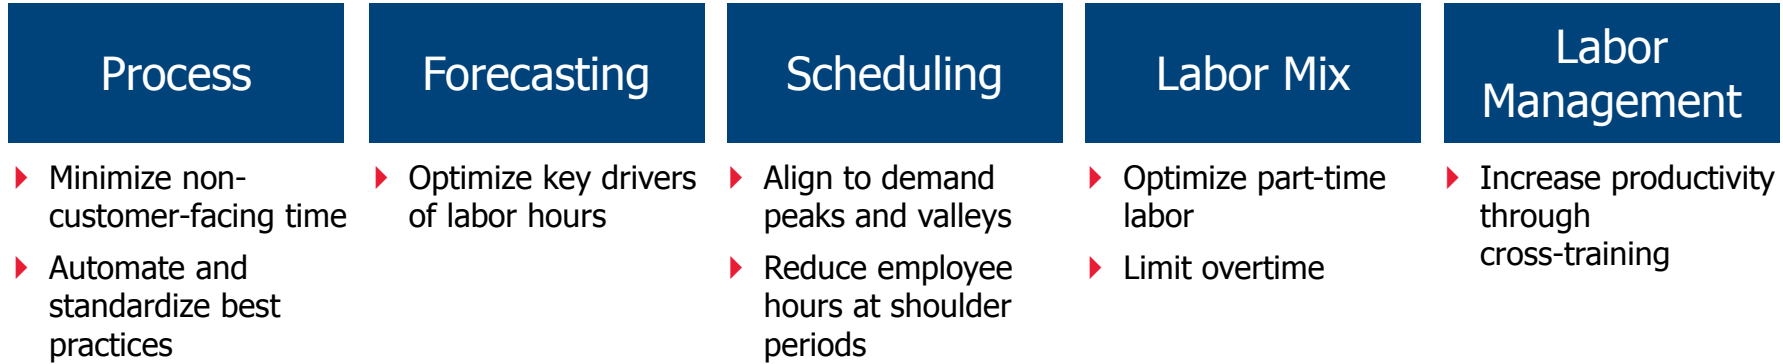 Process
Minimize non-
customer-facing time
Automate and
standardize best
practices
Forecasting
Optimize key drivers
of labor hours
Scheduling
Align to demand
peaks and valleys
Reduce employee
hours at shoulder
periods
Labor Mix
Optimize part-time
labor
Limit overtime
Labor
Management
Increase productivity
through
cross-training